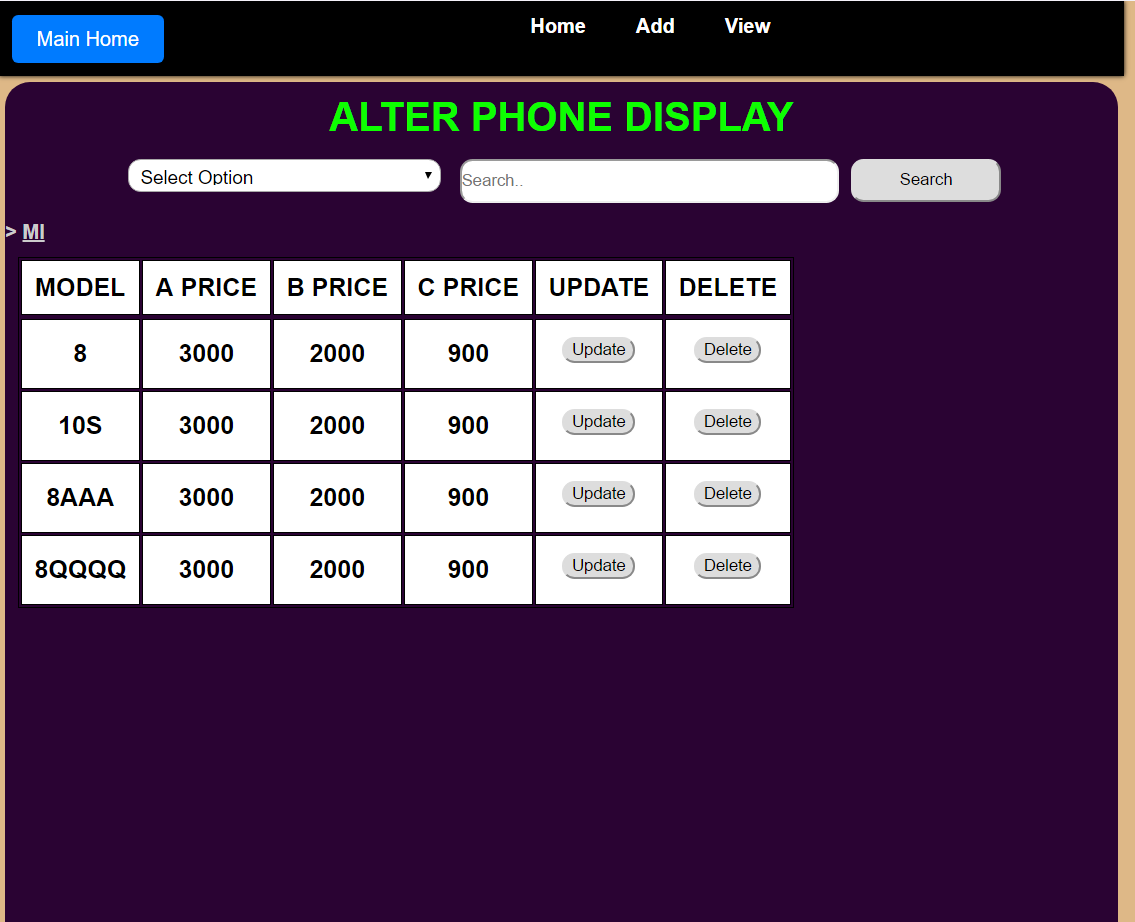 Main Home Home Add View
ALTER PHONE DISPLAY
Select Option Search.. Search
> MI
MODEL A PRICE B PRICE C PRICE UPDATE DELETE
8 3000 2000 900 Update Delete
10S 3000 2000 900 Update Delete
8AAA 3000 2000 900 Update Delete
8QQQQ 3000 2000 900 Update Delete